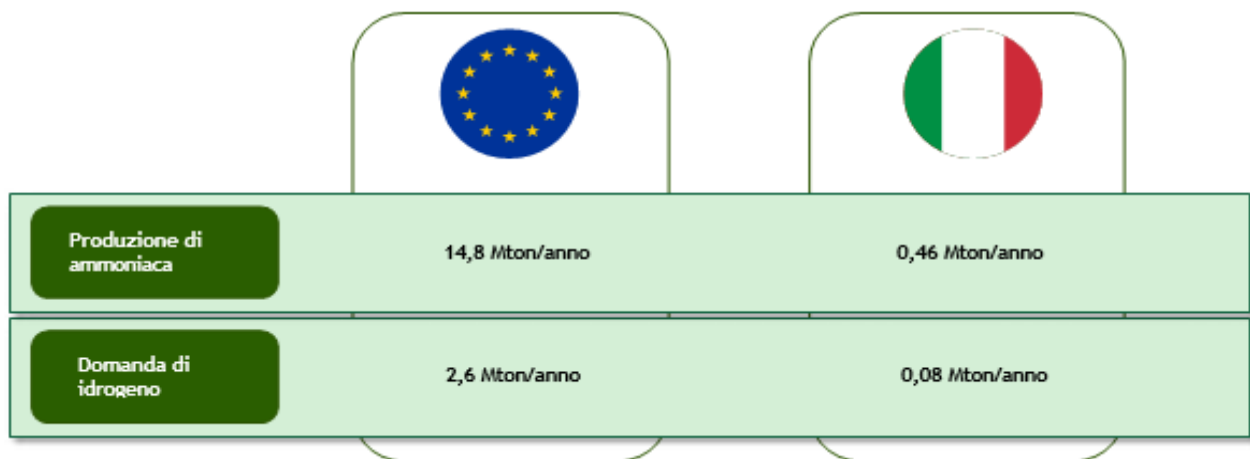 Produzione di
ammoniaca
14,8 Mton/anno
0,46 Mton/anno
Domanda di
idrogeno
2,6 Mton/anno
0,08 Mton/anno